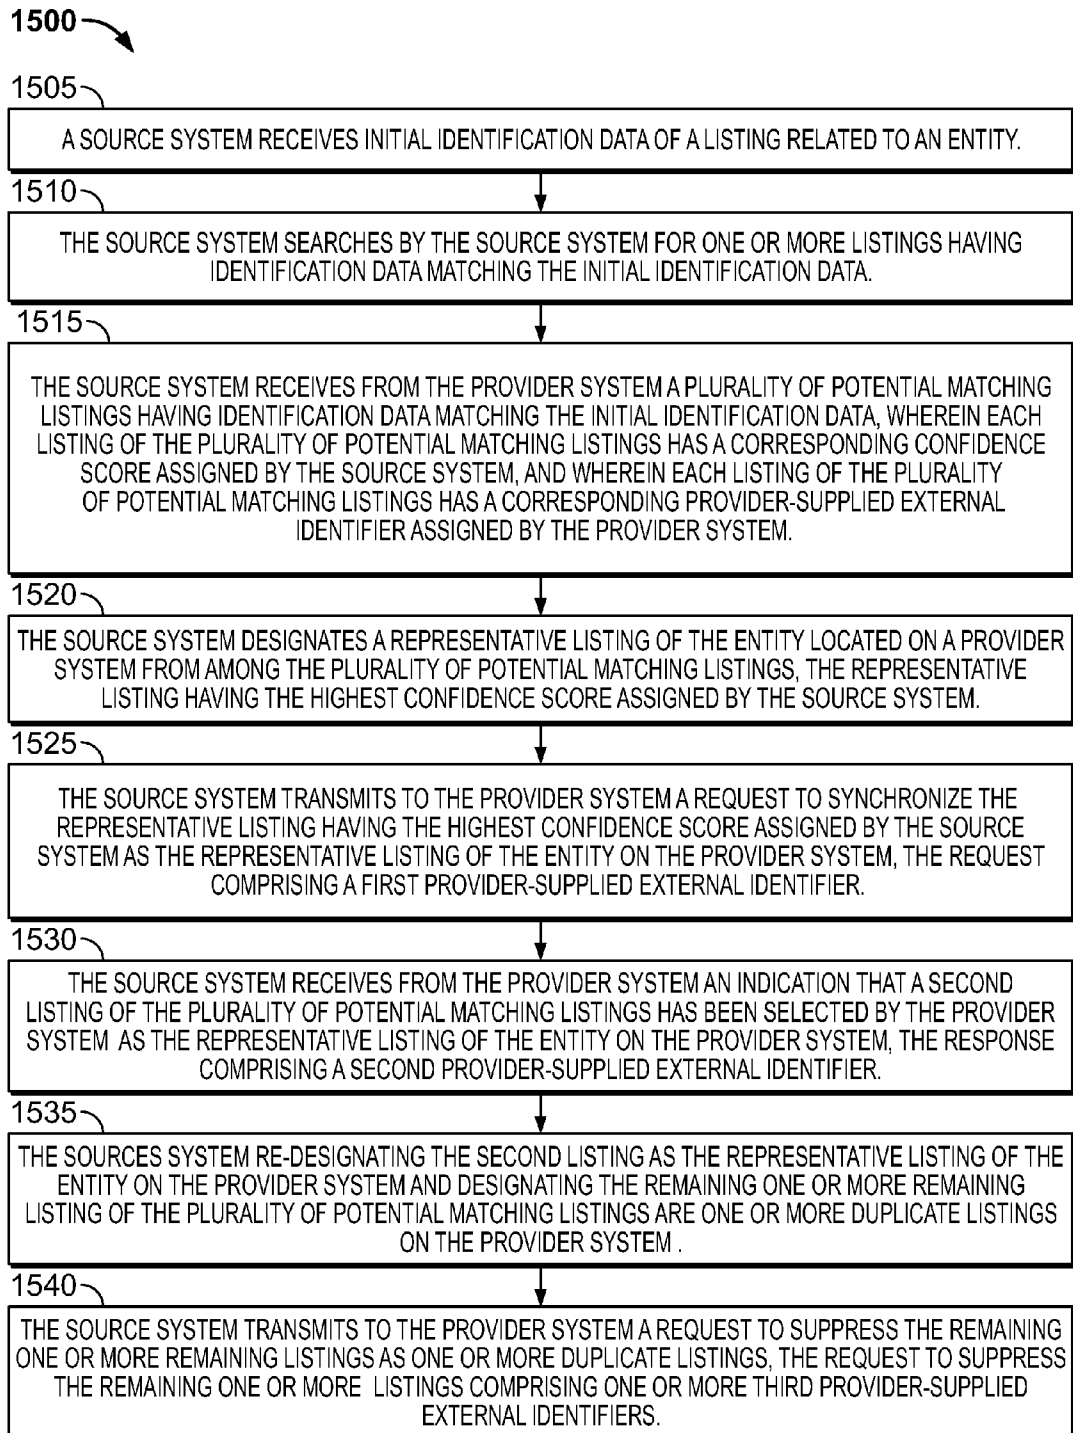 1500
1505
A SOURCE SYSTEM RECEIVES INITIAL IDENTIFICATION DATA OF A LISTING RELATED TO AN ENTITY.
1510
THE SOURCE SYSTEM SEARCHES BY THE SOURCE SYSTEM FOR ONE OR MORE LISTINGS HAVING
IDENTIFICATION DATA MATCHING THE INITIAL IDENTIFICATION DATA.
1515
THE SOURCE SYSTEM RECEIVES FROM THE PROVIDER SYSTEM A PLURALITY OF POTENTIAL MATCHING
LISTINGS HAVING IDENTIFICATION DATA MATCHING THE INITIAL IDENTIFICATION DATA, WHEREIN EACH
LISTING OF THE PLURALITY OF POTENTIAL MATCHING LISTINGS HAS A CORRESPONDING CONFIDENCE
SCORE ASSIGNED BY THE SOURCE SYSTEM, AND WHEREIN EACH LISTING OF THE PLURALITY
OF POTENTIAL MATCHING LISTINGS HAS A CORRESPONDING PROVIDER-SUPPLIED EXTERNAL
IDENTIFIER ASSIGNED BY THE PROVIDER SYSTEM.
1520
THE SOURCE SYSTEM DESIGNATES A REPRESENTATIVE LISTING OF THE ENTITY LOCATED ON A PROVIDER
SYSTEM FROM AMONG THE PLURALITY OF POTENTIAL MATCHING LISTINGS, THE REPRESENTATIVE
LISTING HAVING THE HIGHEST CONFIDENCE SCORE ASSIGNED BY THE SOURCE SYSTEM.
1525
THE SOURCE SYSTEM TRANSMITS TO THE PROVIDER SYSTEM A REQUEST TO SYNCHRONIZE THE
REPRESENTATIVE LISTING HAVING THE HIGHEST CONFIDENCE SCORE ASSIGNED BY THE SOURCE
SYSTEM AS THE REPRESENTATIVE LISTING OF THE ENTITY ON THE PROVIDER SYSTEM, THE REQUEST
COMPRISING A FIRST PROVIDER-SUPPLIED EXTERNAL IDENTIFIER.
1530
THE SOURCE SYSTEM RECEIVES FROM THE PROVIDER SYSTEM AN INDICATION THAT A SECOND
LISTING OF THE PLURALITY OF POTENTIAL MATCHING LISTINGS HAS BEEN SELECTED BY THE PROVIDER
SYSTEM AS THE REPRESENTATIVE LISTING OF THE ENTITY ON THE PROVIDER SYSTEM, THE RESPONSE
COMPRISING A SECOND PROVIDER-SUPPLIED EXTERNAL IDENTIFIER.
1535
THE SOURCES SYSTEM RE-DESIGNATING THE SECOND LISTING AS THE REPRESENTATIVE LISTING OF THE
ENTITY ON THE PROVIDER SYSTEM AND DESIGNATING THE REMAINING ONE OR MORE REMAINING
LISTING OF THE PLURALITY OF POTENTIAL MATCHING LISTINGS ARE ONE OR MORE DUPLICATE LISTINGS
ON THE PROVIDER SYSTEM .
1540
THE SOURCE SYSTEM TRANSMITS TO THE PROVIDER SYSTEM A REQUEST TO SUPPRESS THE REMAINING
ONE OR MORE REMAINING LISTINGS AS ONE OR MORE DUPLICATE LISTINGS, THE REQUEST TO SUPPRESS
THE REMAINING ONE OR MORE LISTINGS COMPRISING ONE OR MORE THIRD PROVIDER-SUPPLIED
EXTERNAL IDENTIFIERS.